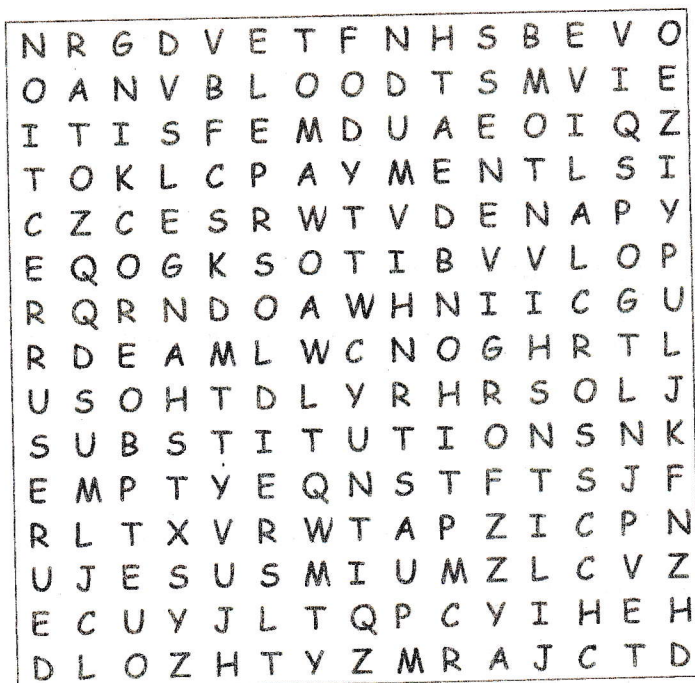 N R G D V E T F N H S B E V O
O A N V B L O O D T S M V I E
I T I S F E M D U A E O I Q Z
T O K L C P A Y M E N T L S I
C Z C E S R W T V D E N A P Y
E Q O G K S O T I B V V L O P
R Q R N D O A W H N I I C G U
R D E A M L W C N O G H R T L
U S O H T D L Y R H R S O L J
S U B S T I T U T I O N S N K
E M P T Y E Q N S T F T S J F
R L T X V R W T A P Z I C P N
U J E S U S M I U M Z L C V Z
E C U Y J L T Q P C Y I H E H
D L O Z H T Y Z M R A J C T D